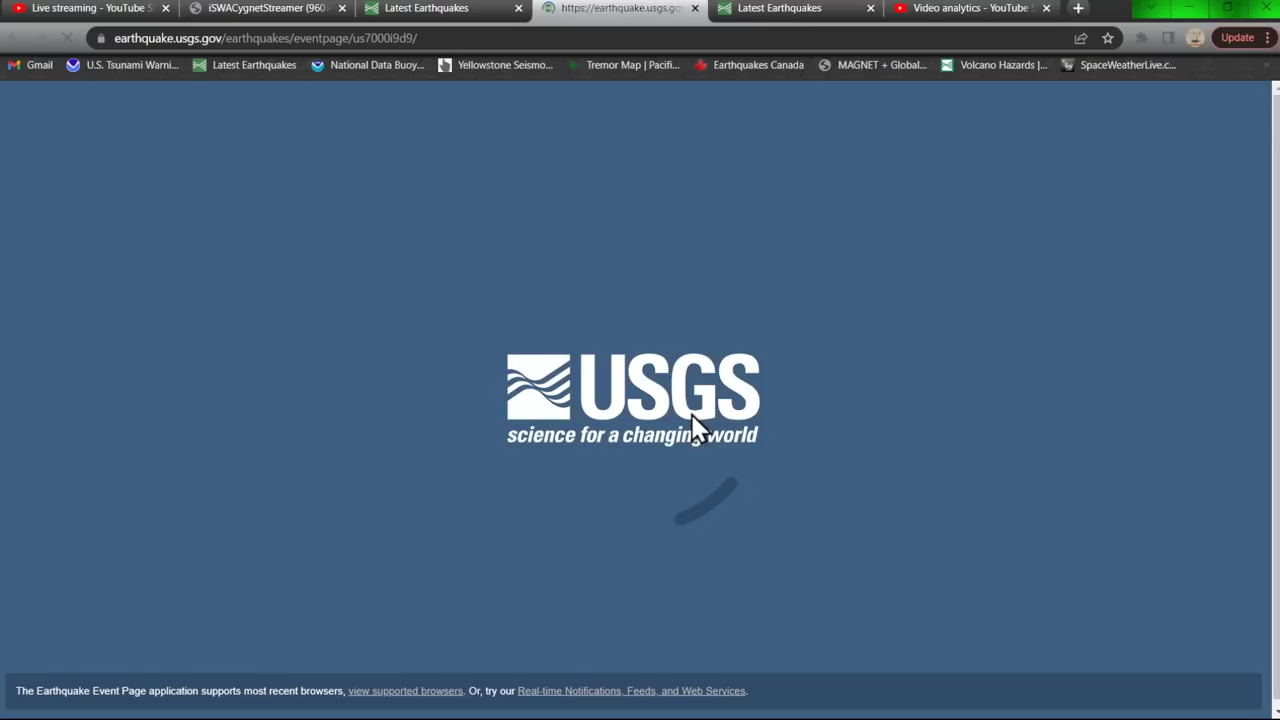 Live streaming - YouTube S
iSWACygnetStreamer (960×
Latest Earthquakes
https://earthquake.usgs.go
Latest Earthquakes
Video analytics - YouTube
earthquake.usgs.gov/earthquakes/eventpage/us7000i9d9/
Update
Gmail
U.S. Tsunami Warni...
Latest Earthquakes
National Data Buoy...
Yellowstone Seismo...
Tremor Map | Pacifi...
Earthquakes Canada
MAGNET + Global...
Volcano Hazards |...
SpaceWeatherLive.c...
USGS
science for a changing world
The Earthquake Event Page application supports most recent browsers, view supported browsers. Or, try our Real-time Notifications, Feeds, and Web Services.